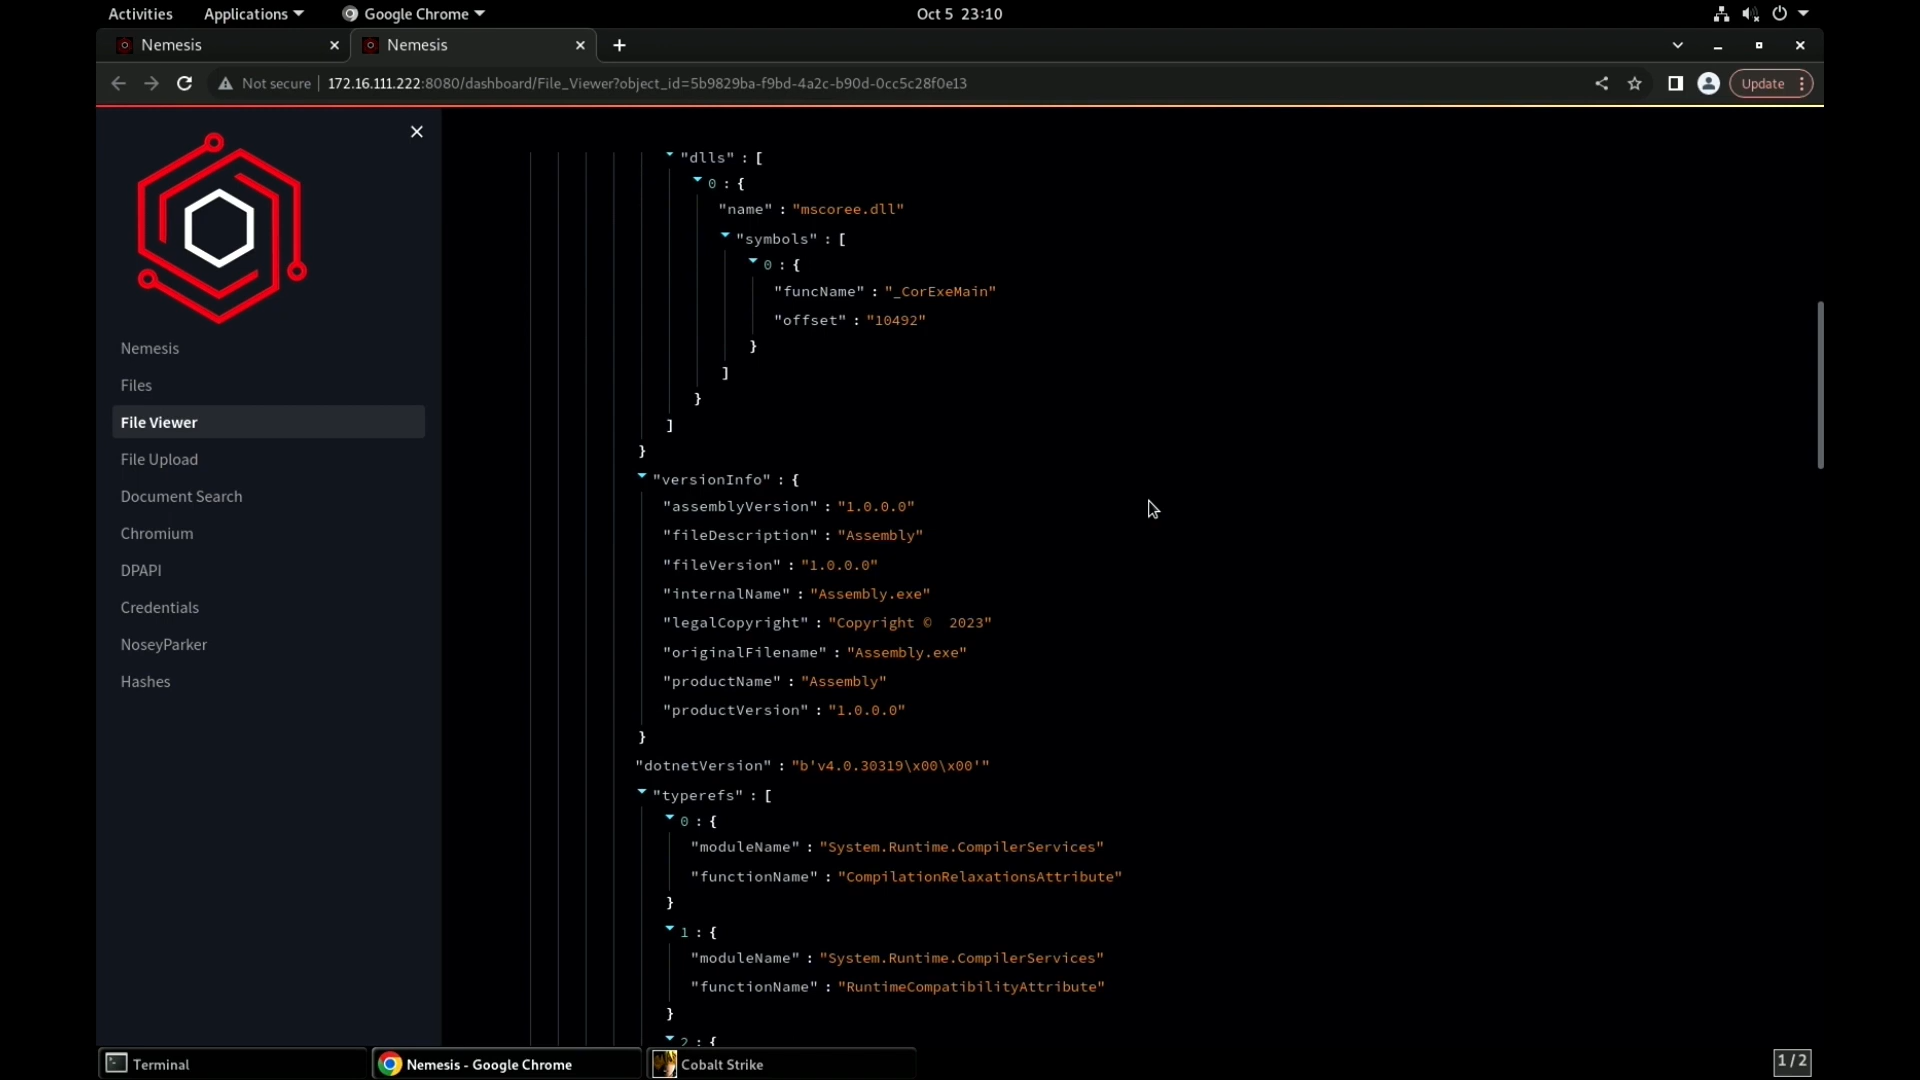 Activities Applications Google Chrome Oct 5 23:10
Nemesis Nemesis
Not secure 172.16.111.222:8080/dashboard/File_Viewer?object_id=5b9829ba-f9bd-4a2c-b90d-0cc5c28f0e13 Update
Nemesis
Files
File Viewer
File Upload
Document Search
Chromium
DPAPI
Credentials
NoseyParker
Hashes
"dlls" : [
0 : {
"name" : "mscoree.dll"
"symbols" : [
0 : {
"funcName" : "_CorExeMain"
"offset" : "10492"
}
]
}
]
}
"versionInfo" : {
"assemblyVersion" : "1.0.0.0"
"fileDescription" : "Assembly"
"fileVersion" : "1.0.0.0"
"internalName" : "Assembly.exe"
"legalCopyright" : "Copyright ©  2023"
"originalFilename" : "Assembly.exe"
"productName" : "Assembly"
"productVersion" : "1.0.0.0"
}
"dotnetVersion" : "b'v4.0.30319\x00\x00'"
"typerefs" : [
0 : {
"moduleName" : "System.Runtime.CompilerServices"
"functionName" : "CompilationRelaxationsAttribute"
}
1 : {
"moduleName" : "System.Runtime.CompilerServices"
"functionName" : "RuntimeCompatibilityAttribute"
}
2 : {
Terminal Nemesis - Google Chrome Cobalt Strike 1 / 2